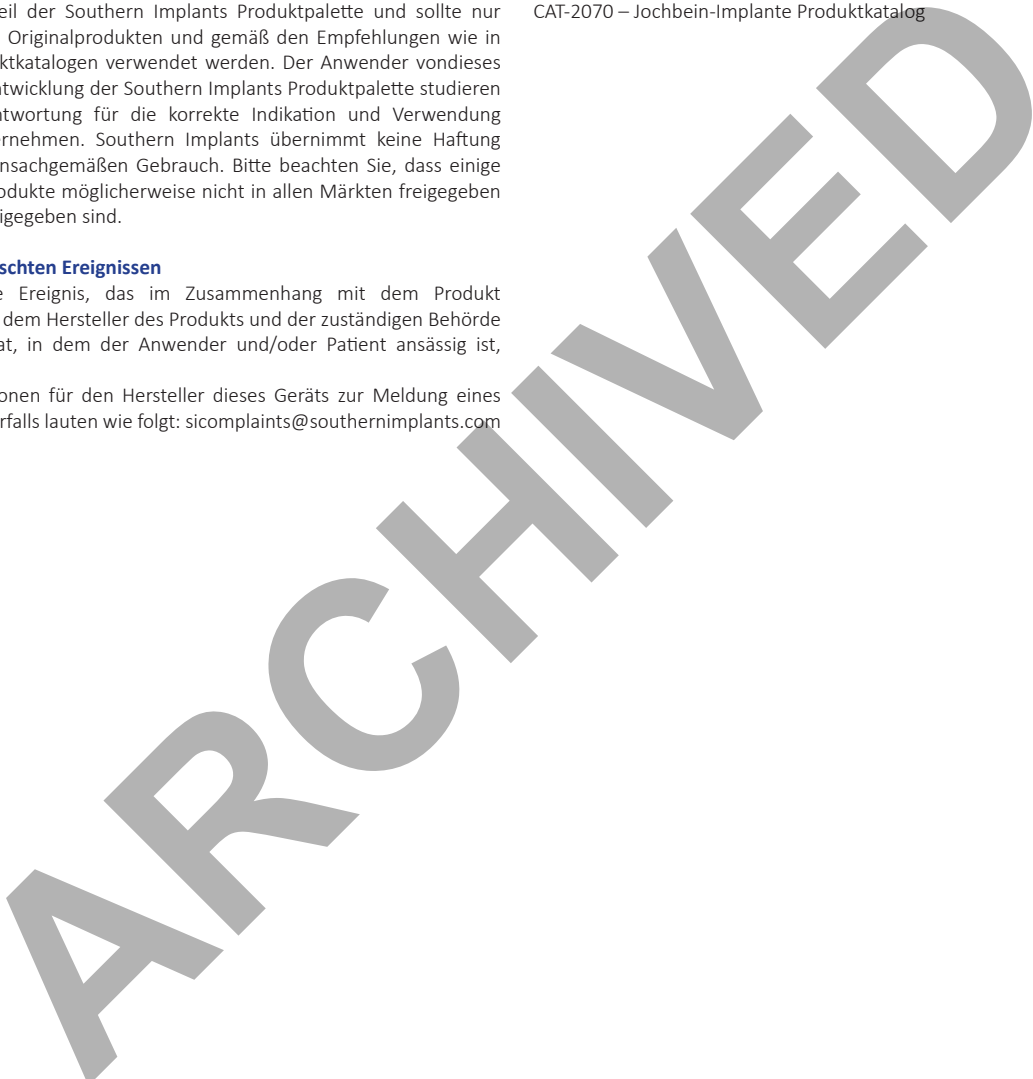 eil der Southern Implants Produktpalette und sollte nur
Originalprodukten und gemäß den Empfehlungen wie in
ktkatalogen verwendet werden. Der Anwender vondieses
ntwicklung der Southern Implants Produktpalette studieren
ntwortung für die korrekte Indikation und Verwendung
ernehmen. Southern Implants übernimmt keine Haftung
nsachgemäßen Gebrauch. Bitte beachten Sie, dass einige
odukte möglicherweise nicht in allen Märkten freigegeben
igegeben sind.
schten Ereignissen
e Ereignis, das im Zusammenhang mit dem Produkt
dem Hersteller des Produkts und der zuständigen Behörde
at, in dem der Anwender und/oder Patient ansässig ist,
onen für den Hersteller dieses Geräts zur Meldung eines
rfalls lauten wie folgt: sicomplaints@southernimplants.com
CAT-2070 – Jochbein-Implante Produktkatalog
ARCHIVED